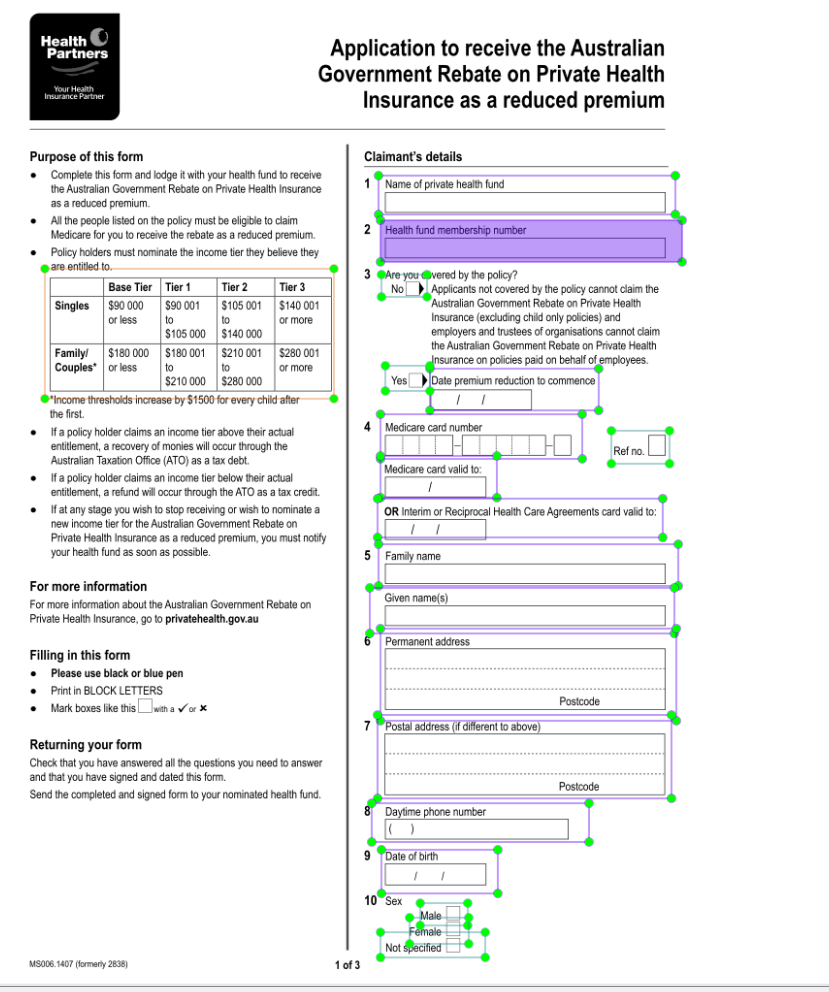 Health
Partners
Your Health
Insurance Partner
Application to receive the Australian
Government Rebate on Private Health
Insurance as a reduced premium
Purpose of this form
● Complete this form and lodge it with your health fund to receive
the Australian Government Rebate on Private Health Insurance
as a reduced premium.
● All the people listed on the policy must be eligible to claim
Medicare for you to receive the rebate as a reduced premium.
● Policy holders must nominate the income tier they believe they
are entitled to.
Base Tier Tier 1 Tier 2 Tier 3
Singles $90 000 $90 001 $105 001 $140 001
or less to to or more
$105 000 $140 000
Family/ $180 000 $180 001 $210 001 $280 001
Couples* or less to to or more
$210 000 $280 000
*Income thresholds increase by $1500 for every child after
the first.
● If a policy holder claims an income tier above their actual
entitlement, a recovery of monies will occur through the
Australian Taxation Office (ATO) as a tax debt.
● If a policy holder claims an income tier below their actual
entitlement, a refund will occur through the ATO as a tax credit.
● If at any stage you wish to stop receiving or wish to nominate a
new income tier for the Australian Government Rebate on
Private Health Insurance as a reduced premium, you must notify
your health fund as soon as possible.
For more information
For more information about the Australian Government Rebate on
Private Health Insurance, go to privatehealth.gov.au
Filling in this form
● Please use black or blue pen
● Print in BLOCK LETTERS
● Mark boxes like this with a ✓ or ✗
Returning your form
Check that you have answered all the questions you need to answer
and that you have signed and dated this form.
Send the completed and signed form to your nominated health fund.
Claimant's details
1 Name of private health fund
2 Health fund membership number
3 Are you covered by the policy?
No Applicants not covered by the policy cannot claim the
Australian Government Rebate on Private Health
Insurance (excluding child only policies) and
employers and trustees of organisations cannot claim
the Australian Government Rebate on Private Health
Insurance on policies paid on behalf of employees.
Yes Date premium reduction to commence
/ /
4 Medicare card number
– –
Ref no.
Medicare card valid to:
/
OR Interim or Reciprocal Health Care Agreements card valid to:
/ /
5 Family name
Given name(s)
6 Permanent address
Postcode
7 Postal address (if different to above)
Postcode
8 Daytime phone number
( )
9 Date of birth
/ /
10 Sex
Male
Female
Not specified
MS006.1407 (formerly 2838)
1 of 3